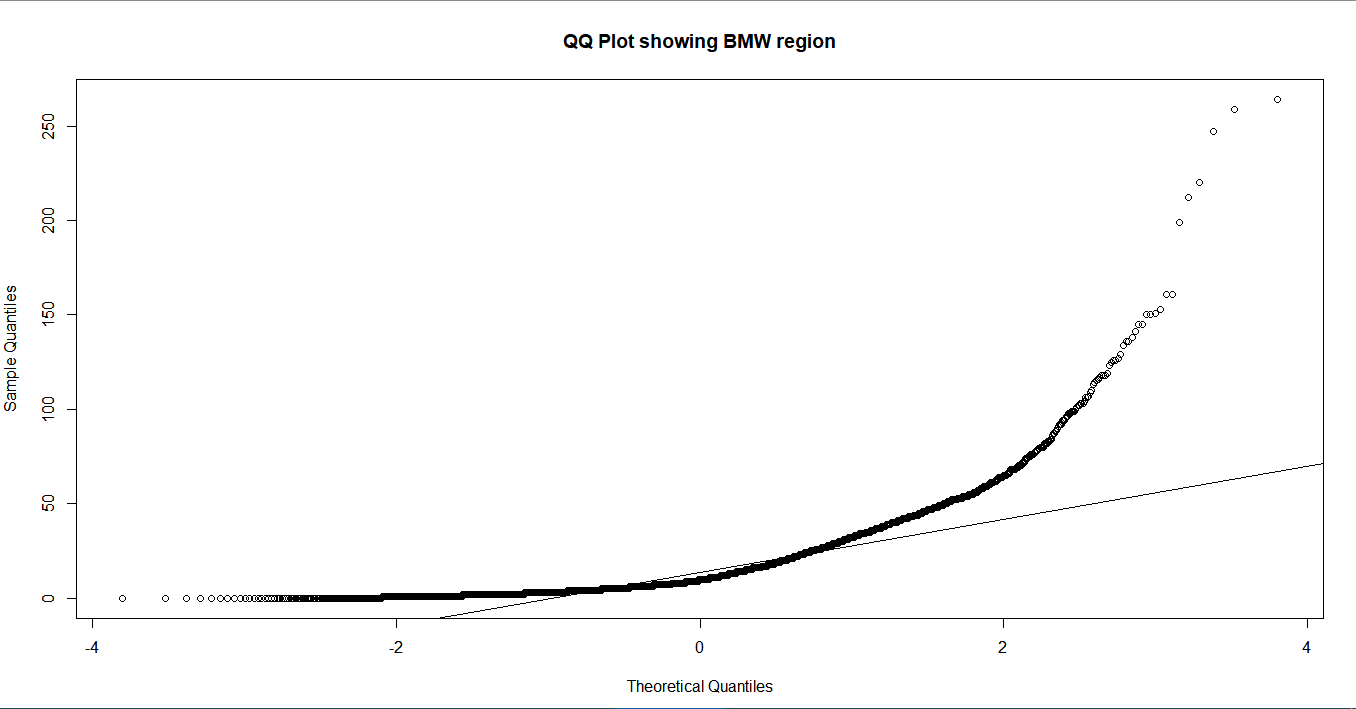 QQ Plot showing BMW region
Sample Quantiles
250
200
150
100
50
0
-4 -2 0 2 4
Theoretical Quantiles